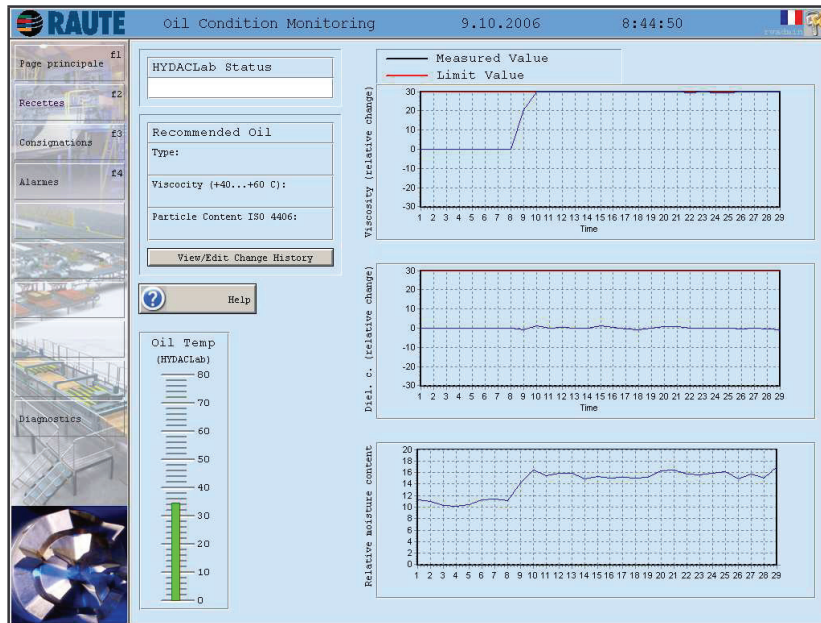 RAUTE
Oil Condition Monitoring
9.10.2006
8:44:50
Page principale f1
Recettes f2
Consignations f3
Alarmes f4
Diagnostics
HYDACLab Status
Recommended Oil
Type:
Viscocity (+40...+60 C):
Particle Content ISO 4406:
View/Edit Change History
? Help
Oil Temp
(HYDACLab)
80
70
60
50
40
30
20
10
0
Measured Value
Limit Value
Viscosity (relative change)
30
20
10
0
-10
-20
-30
1 2 3 4 5 6 7 8 9 10 11 12 13 14 15 16 17 18 19 20 21 22 23 24 25 26 27 28 29
Time
Diel. c. (relative change)
30
20
10
0
-10
-20
-30
1 2 3 4 5 6 7 8 9 10 11 12 13 14 15 16 17 18 19 20 21 22 23 24 25 26 27 28 29
Time
Relative moisture content
20
18
16
14
12
10
8
6
4
2
0
1 2 3 4 5 6 7 8 9 10 11 12 13 14 15 16 17 18 19 20 21 22 23 24 25 26 27 28 29